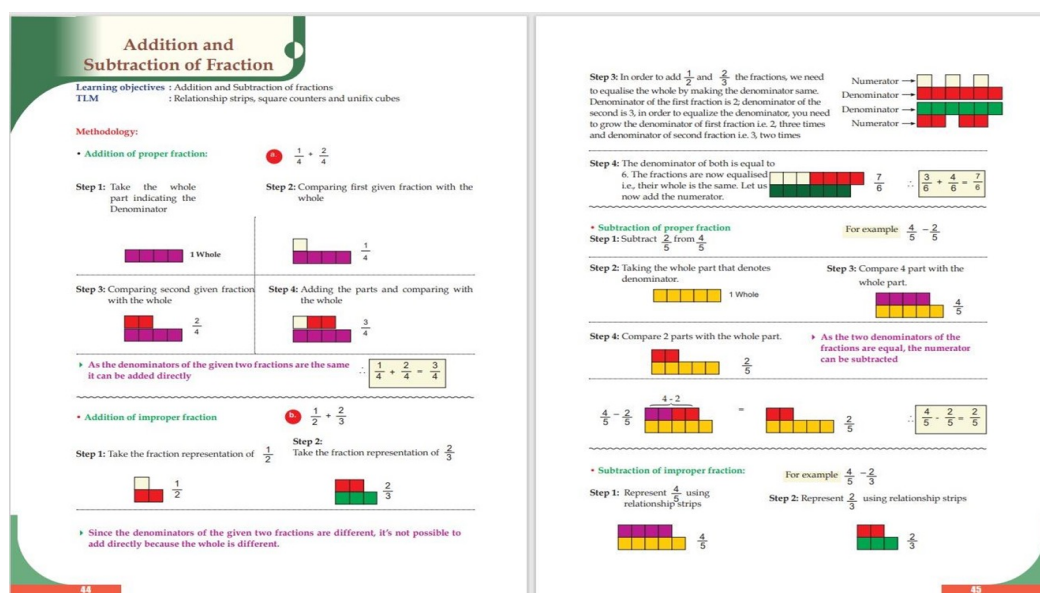 Addition and
Subtraction of Fraction
Learning objectives : Addition and Subtraction of fractions
TLM : Relationship strips, square counters and unifix cubes
Methodology:
• Addition of proper fraction:
a. 1/4 + 2/4
Step 1: Take the whole
part indicating the
Denominator
Step 2: Comparing first given fraction with the
whole
1 Whole
1/4
Step 3: Comparing second given fraction
with the whole
Step 4: Adding the parts and comparing with
the whole
2/4
3/4
As the denominators of the given two fractions are the same
it can be added directly
∴ 1/4 + 2/4 = 3/4
• Addition of improper fraction
b. 1/2 + 2/3
Step 1: Take the fraction representation of 1/2
Step 2:
Take the fraction representation of 2/3
1/2
2/3
Since the denominators of the given two fractions are different, it's not possible to
add directly because the whole is different.
44
Step 3: In order to add 1/2 and 2/3 the fractions, we need
to equalise the whole by making the denominator same.
Denominator of the first fraction is 2; denominator of the
second is 3, in order to equalize the denominator, you need
to grow the denominator of first fraction i.e. 2, three times
and denominator of second fraction i.e. 3, two times
Numerator
Denominator
Denominator
Numerator
Step 4: The denominator of both is equal to
6. The fractions are now equalised
i.e., their whole is the same. Let us
now add the numerator.
7/6
∴ 3/6 + 4/6 = 7/6
• Subtraction of proper fraction
Step 1: Subtract 2/5 from 4/5
For example 4/5 - 2/5
Step 2: Taking the whole part that denotes
denominator.
1 Whole
Step 3: Compare 4 part with the
whole part.
4/5
Step 4: Compare 2 parts with the whole part.
2/5
As the two denominators of the
fractions are equal, the numerator
can be subtracted
4 - 2
4/5 - 2/5
=
2/5
∴ 4/5 - 2/5 = 2/5
• Subtraction of improper fraction:
For example 4/5 - 2/3
Step 1: Represent 4/5 using
relationship strips
Step 2: Represent 2/3 using relationship strips
4/5
2/3
45